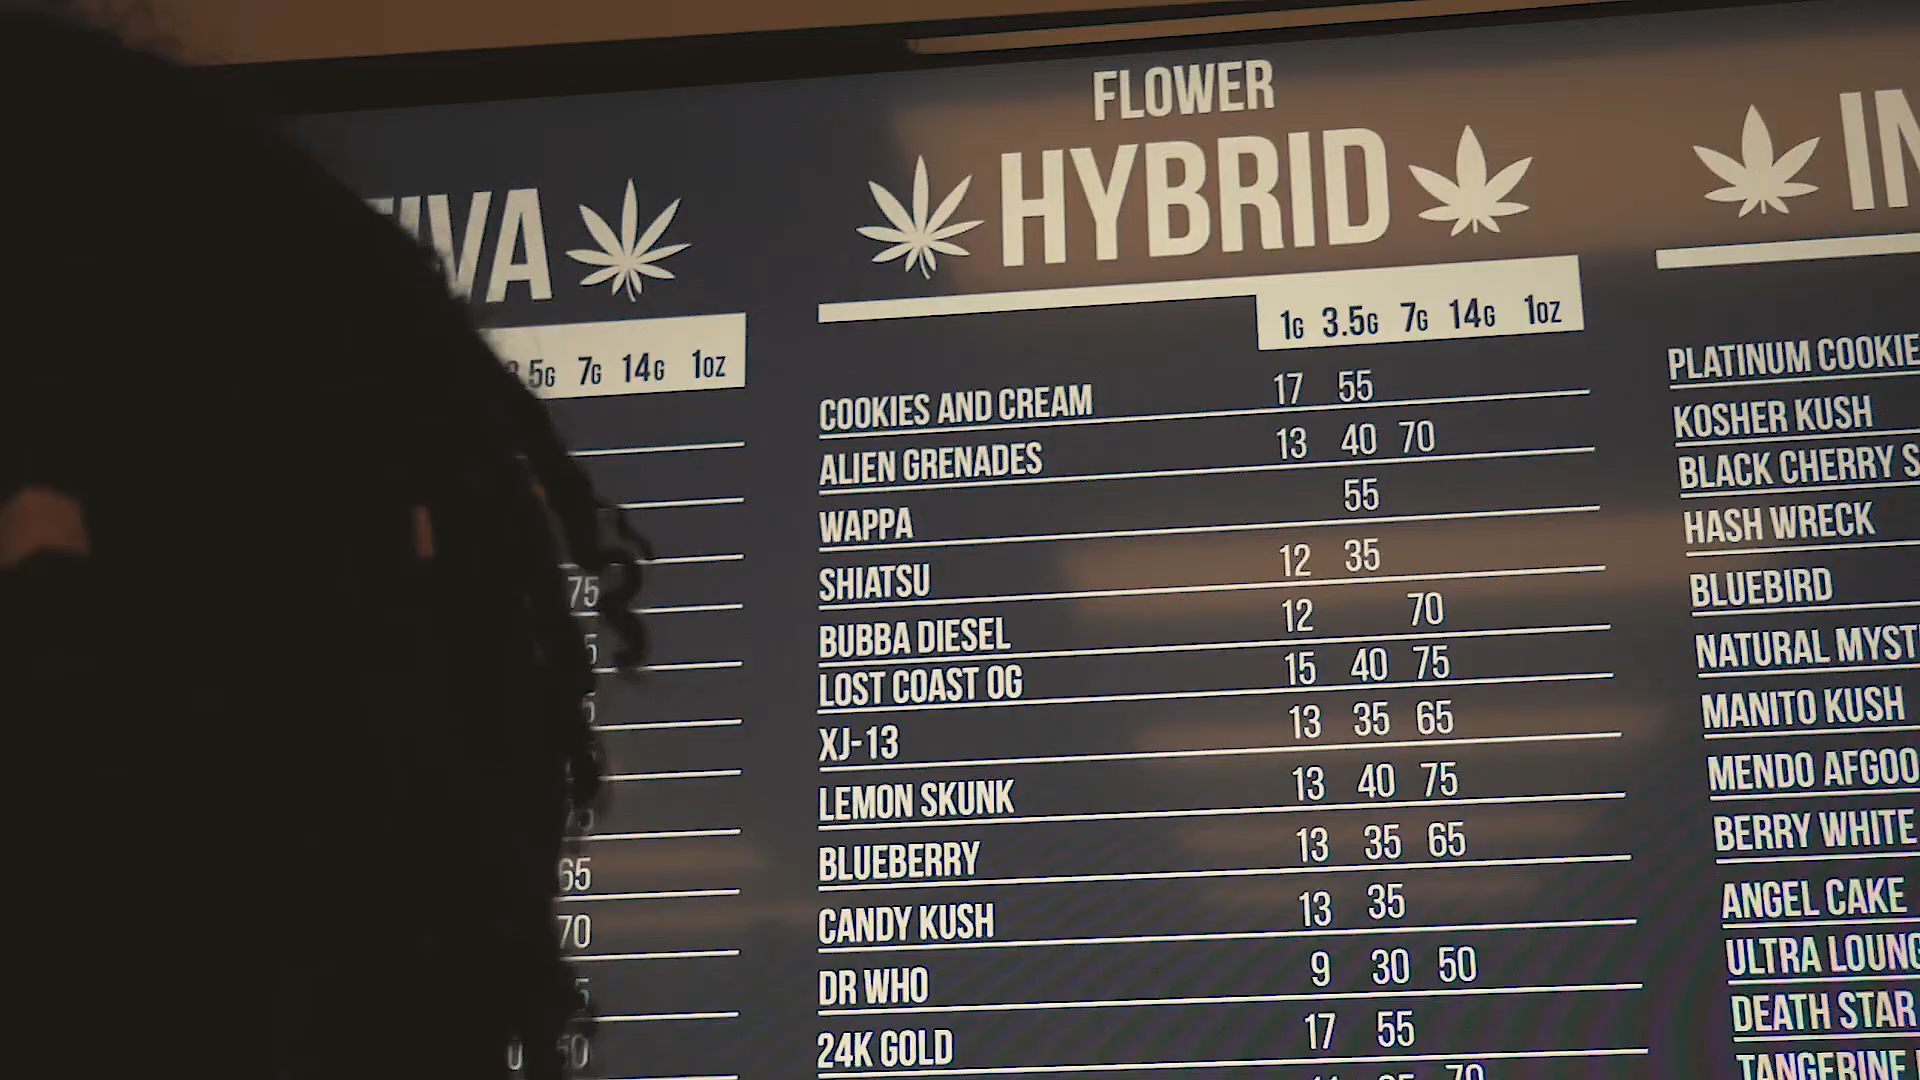 TIVA
5G 7G 14G 1OZ
75
65
70
FLOWER
HYBRID
1G 3.5G 7G 14G 1OZ
COOKIES AND CREAM 17 55
ALIEN GRENADES 13 40 70
WAPPA 55
SHIATSU 12 35
BUBBA DIESEL 12 70
LOST COAST OG 15 40 75
XJ-13 13 35 65
LEMON SKUNK 13 40 75
BLUEBERRY 13 35 65
CANDY KUSH 13 35
DR WHO 9 30 50
24K GOLD 17 55
IN
PLATINUM COOKIE
KOSHER KUSH
BLACK CHERRY S
HASH WRECK
BLUEBIRD
NATURAL MYST
MANITO KUSH
MENDO AFGOO
BERRY WHITE
ANGEL CAKE
ULTRA LOUNG
DEATH STAR
TANGERINE